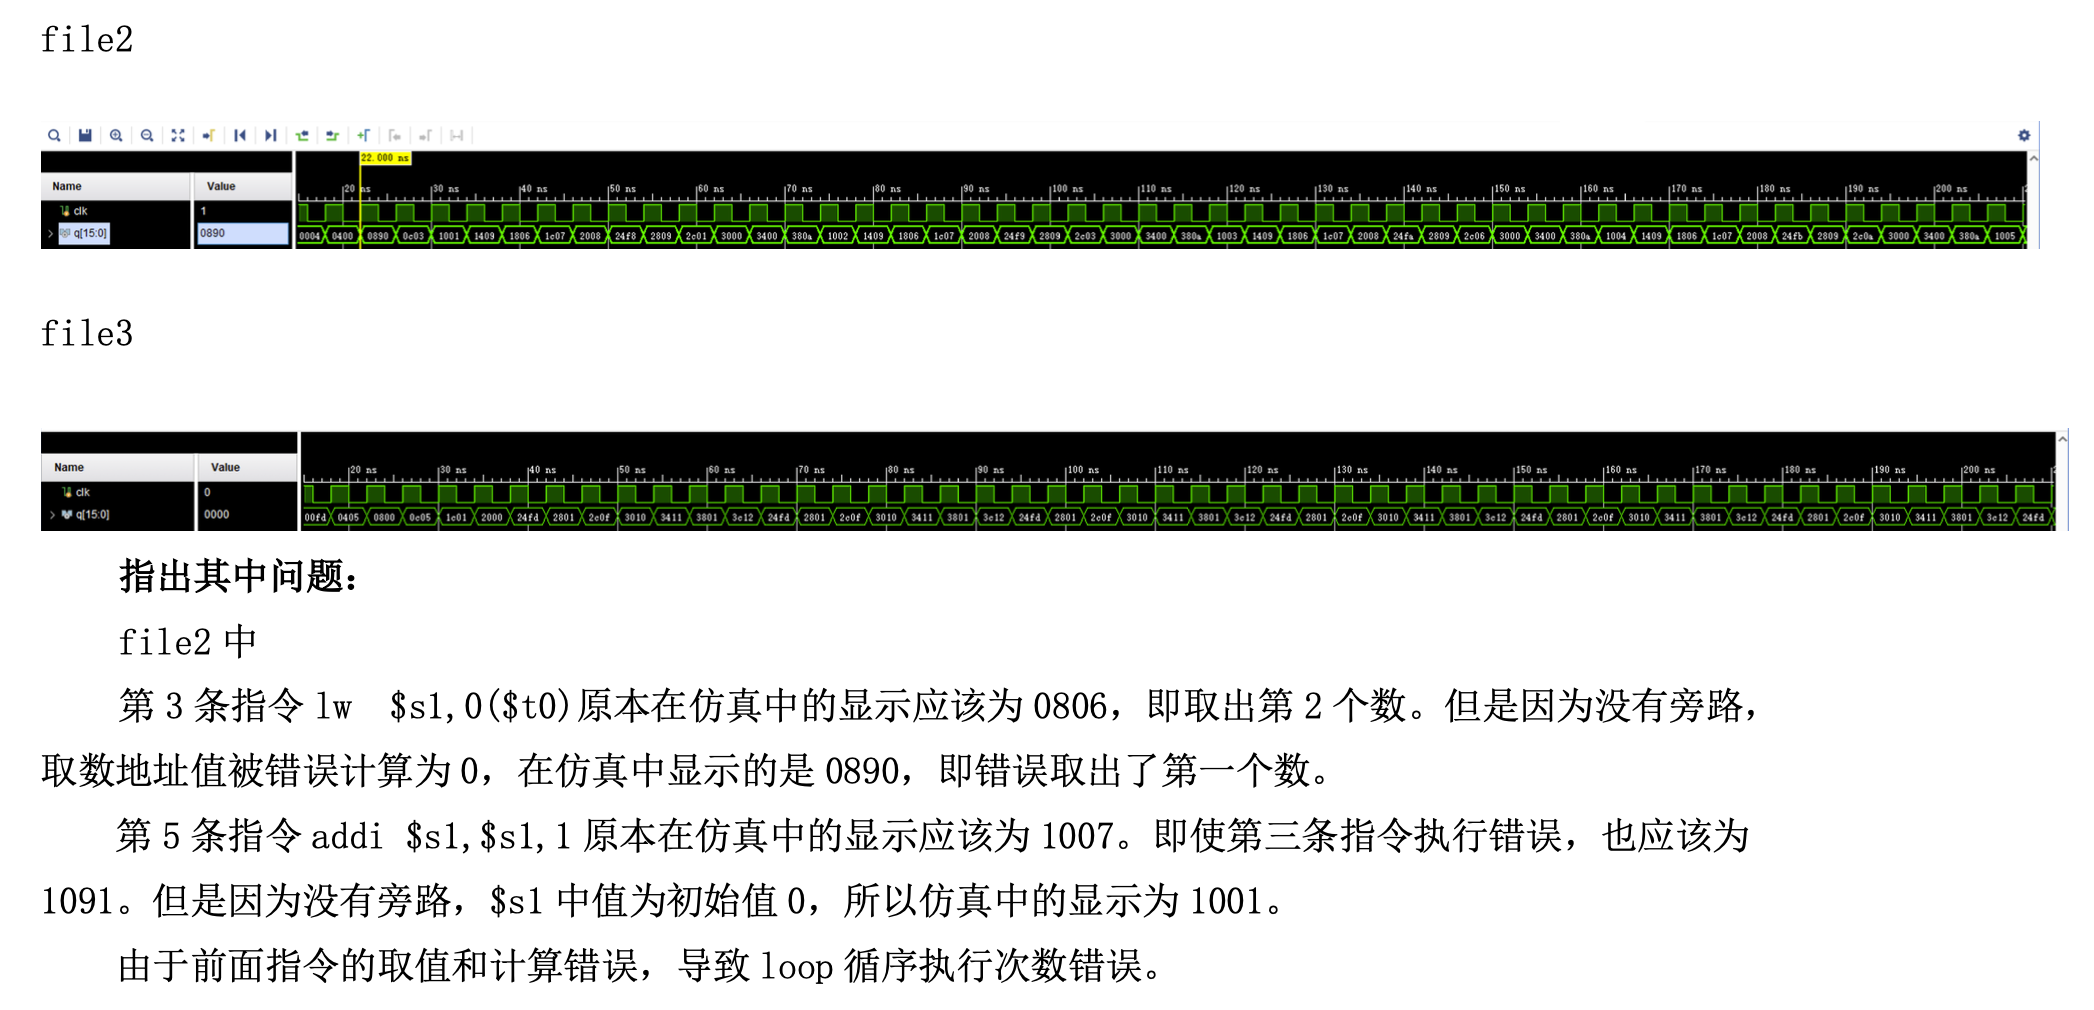 file2
22.000 ns
Name Value
20 ns 30 ns 40 ns 50 ns 60 ns 70 ns 80 ns 90 ns 100 ns 110 ns 120 ns 130 ns 140 ns 150 ns 160 ns 170 ns 180 ns 190 ns 200 ns
clk 1
q[15:0] 0890 0004 0400 0890 0c03 1001 1409 1806 1c07 2008 24f8 2809 2c01 3000 3400 380a 1002 1409 1806 1c07 2008 24f9 2809 2c03 3000 3400 380a 1003 1409 1806 1c07 2008 24fa 2809 2c06 3000 3400 380a 1004 1409 1806 1c07 2008 24fb 2809 2c0a 3000 3400 380a 1005
file3
Name Value
20 ns 30 ns 40 ns 50 ns 60 ns 70 ns 80 ns 90 ns 100 ns 110 ns 120 ns 130 ns 140 ns 150 ns 160 ns 170 ns 180 ns 190 ns 200 ns
clk 0
q[15:0] 0000 00fd 0405 0800 0c05 1c01 2000 24fd 2801 2c0f 3010 3411 3801 3c12 24fd 2801 2c0f 3010 3411 3801 3c12 24fd 2801 2c0f 3010 3411 3801 3c12 24fd 2801 2c0f 3010 3411 3801 3c12 24fd 2801 2c0f 3010 3411 3801 3c12 24fd 2801 2c0f 3010 3411 3801 3c12 24fd
指出其中问题：
file2 中
第 3 条指令 lw $s1,0($t0)原本在仿真中的显示应该为 0806，即取出第 2 个数。但是因为没有旁路，
取数地址值被错误计算为 0，在仿真中显示的是 0890，即错误取出了第一个数。
第 5 条指令 addi $s1,$s1,1 原本在仿真中的显示应该为 1007。即使第三条指令执行错误，也应该为
1091。但是因为没有旁路，$s1 中值为初始值 0，所以仿真中的显示为 1001。
由于前面指令的取值和计算错误，导致 loop 循序执行次数错误。